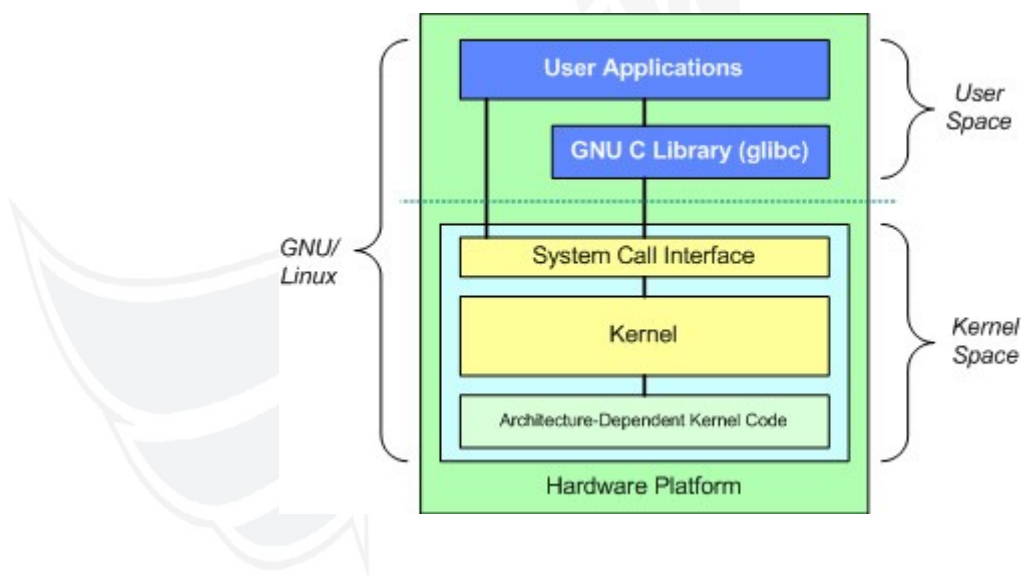 User Applications
GNU C Library (glibc)
User
Space
GNU/
Linux
System Call Interface
Kernel
Kernel
Space
Architecture-Dependent Kernel Code
Hardware Platform